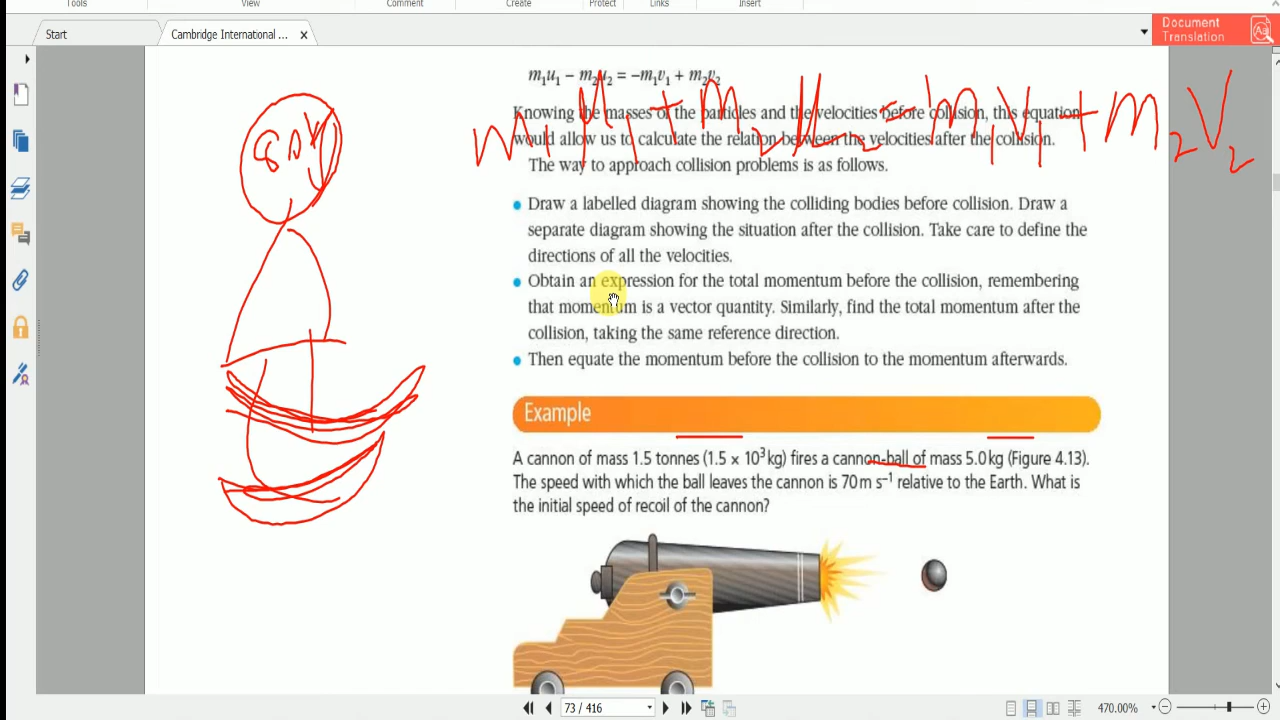 Tools View Comment Create Protect Links Insert
Start Cambridge International ... x
Document
Translation
m₁u₁ − m₂u₂ = −m₁v₁ + m₂v₂
m₁u₁ + m₂u₂ = m₁v₁ + m₂v₂
Knowing the masses of the particles and the velocities before collision, this equation
would allow us to calculate the relation between the velocities after the collision.
The way to approach collision problems is as follows.
• Draw a labelled diagram showing the colliding bodies before collision. Draw a
separate diagram showing the situation after the collision. Take care to define the
directions of all the velocities.
• Obtain an expression for the total momentum before the collision, remembering
that momentum is a vector quantity. Similarly, find the total momentum after the
collision, taking the same reference direction.
• Then equate the momentum before the collision to the momentum afterwards.
Example
A cannon of mass 1.5 tonnes (1.5 × 10³ kg) fires a cannon-ball of mass 5.0 kg (Figure 4.13).
The speed with which the ball leaves the cannon is 70 m s⁻¹ relative to the Earth. What is
the initial speed of recoil of the cannon?
73 / 416
470.00%